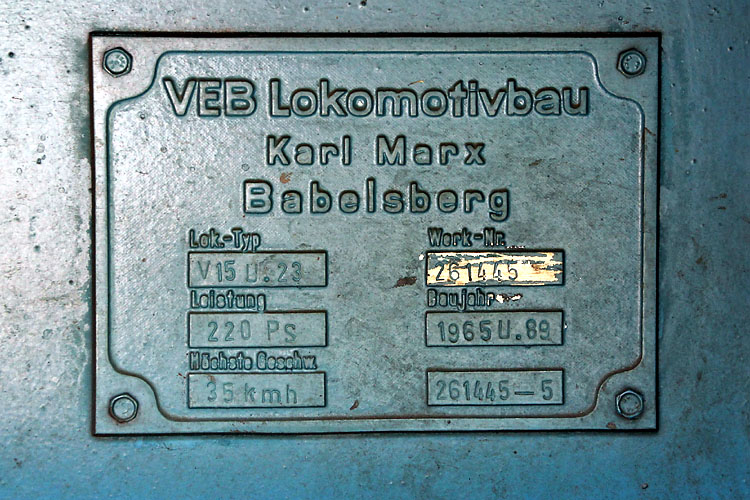 VEB Lokomotivbau
Karl Marx
Babelsberg
Lok.-Typ Werk-Nr.
V15 U. 23 261445
Leistung Baujahr
220 PS 1965 U. 89
Höchste Geschw.
35 kmh 261445-5